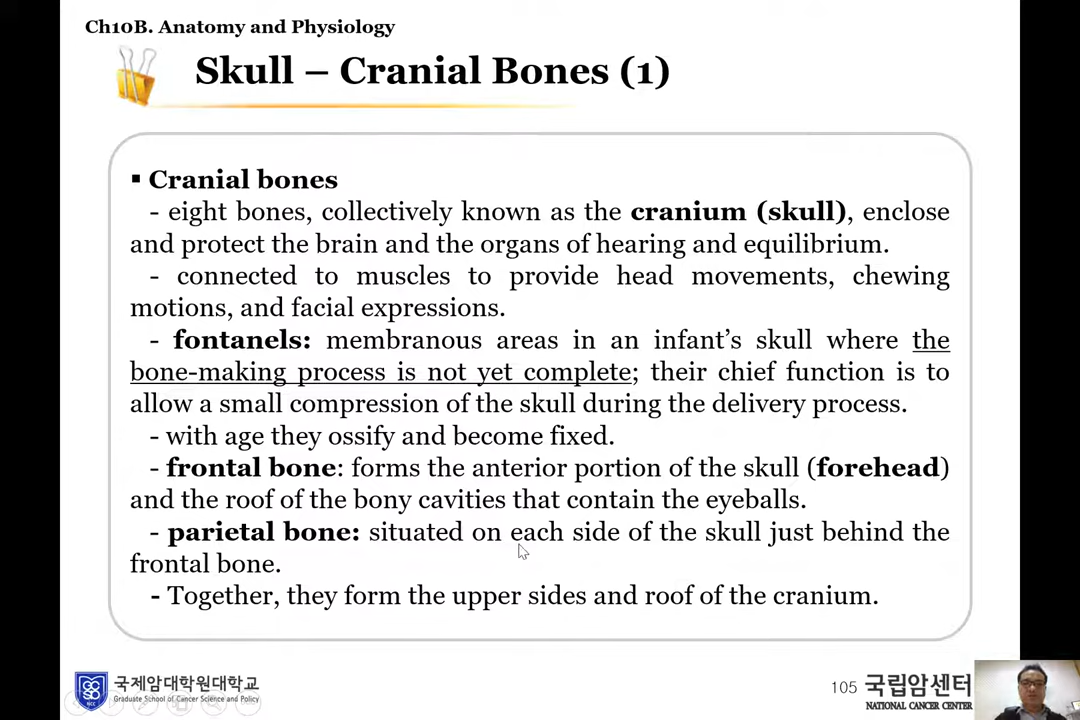 Ch10B. Anatomy and Physiology
Skull – Cranial Bones (1)
▪ Cranial bones
- eight bones, collectively known as the cranium (skull), enclose
and protect the brain and the organs of hearing and equilibrium.
- connected to muscles to provide head movements, chewing
motions, and facial expressions.
- fontanels: membranous areas in an infant’s skull where the
bone-making process is not yet complete; their chief function is to
allow a small compression of the skull during the delivery process.
- with age they ossify and become fixed.
- frontal bone: forms the anterior portion of the skull (forehead)
and the roof of the bony cavities that contain the eyeballs.
- parietal bone: situated on each side of the skull just behind the
frontal bone.
- Together, they form the upper sides and roof of the cranium.
국제암대학원대학교
Graduate School of Cancer Science and Policy
105
국립암센터
NATIONAL CANCER CENTER